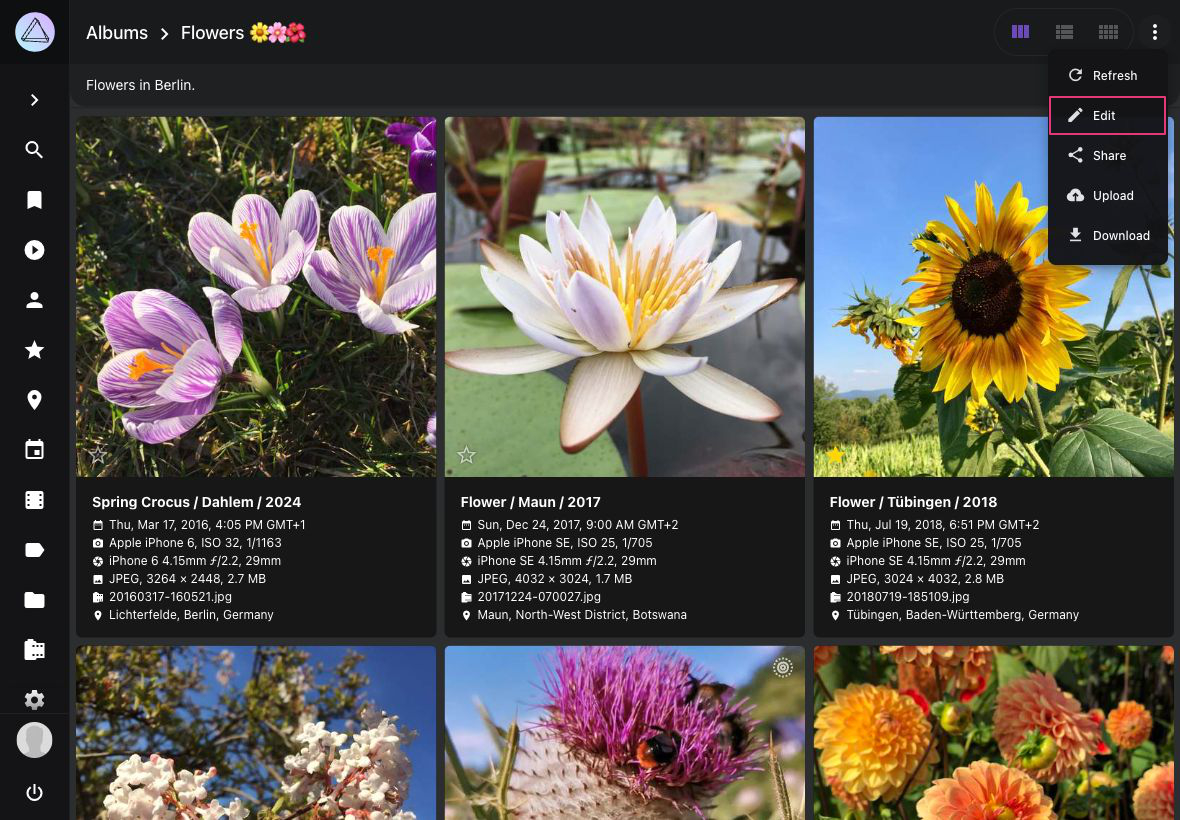 Albums > Flowers 🌼🌸🌺
Refresh
Edit
Share
Upload
Download
Flowers in Berlin.
Spring Crocus / Dahlem / 2024
Thu, Mar 17, 2016, 4:05 PM GMT+1
Apple iPhone 6, ISO 32, 1/1163
iPhone 6 4.15mm ƒ/2.2, 29mm
JPEG, 3264 × 2448, 2.7 MB
20160317-160521.jpg
Lichterfelde, Berlin, Germany
Flower / Maun / 2017
Sun, Dec 24, 2017, 9:00 AM GMT+2
Apple iPhone SE, ISO 25, 1/705
iPhone SE 4.15mm ƒ/2.2, 29mm
JPEG, 4032 × 3024, 1.7 MB
20171224-070027.jpg
Maun, North-West District, Botswana
Flower / Tübingen / 2018
Thu, Jul 19, 2018, 6:51 PM GMT+2
Apple iPhone SE, ISO 25, 1/705
iPhone SE 4.15mm ƒ/2.2, 29mm
JPEG, 3024 × 4032, 2.8 MB
20180719-185109.jpg
Tübingen, Baden-Württemberg, Germany